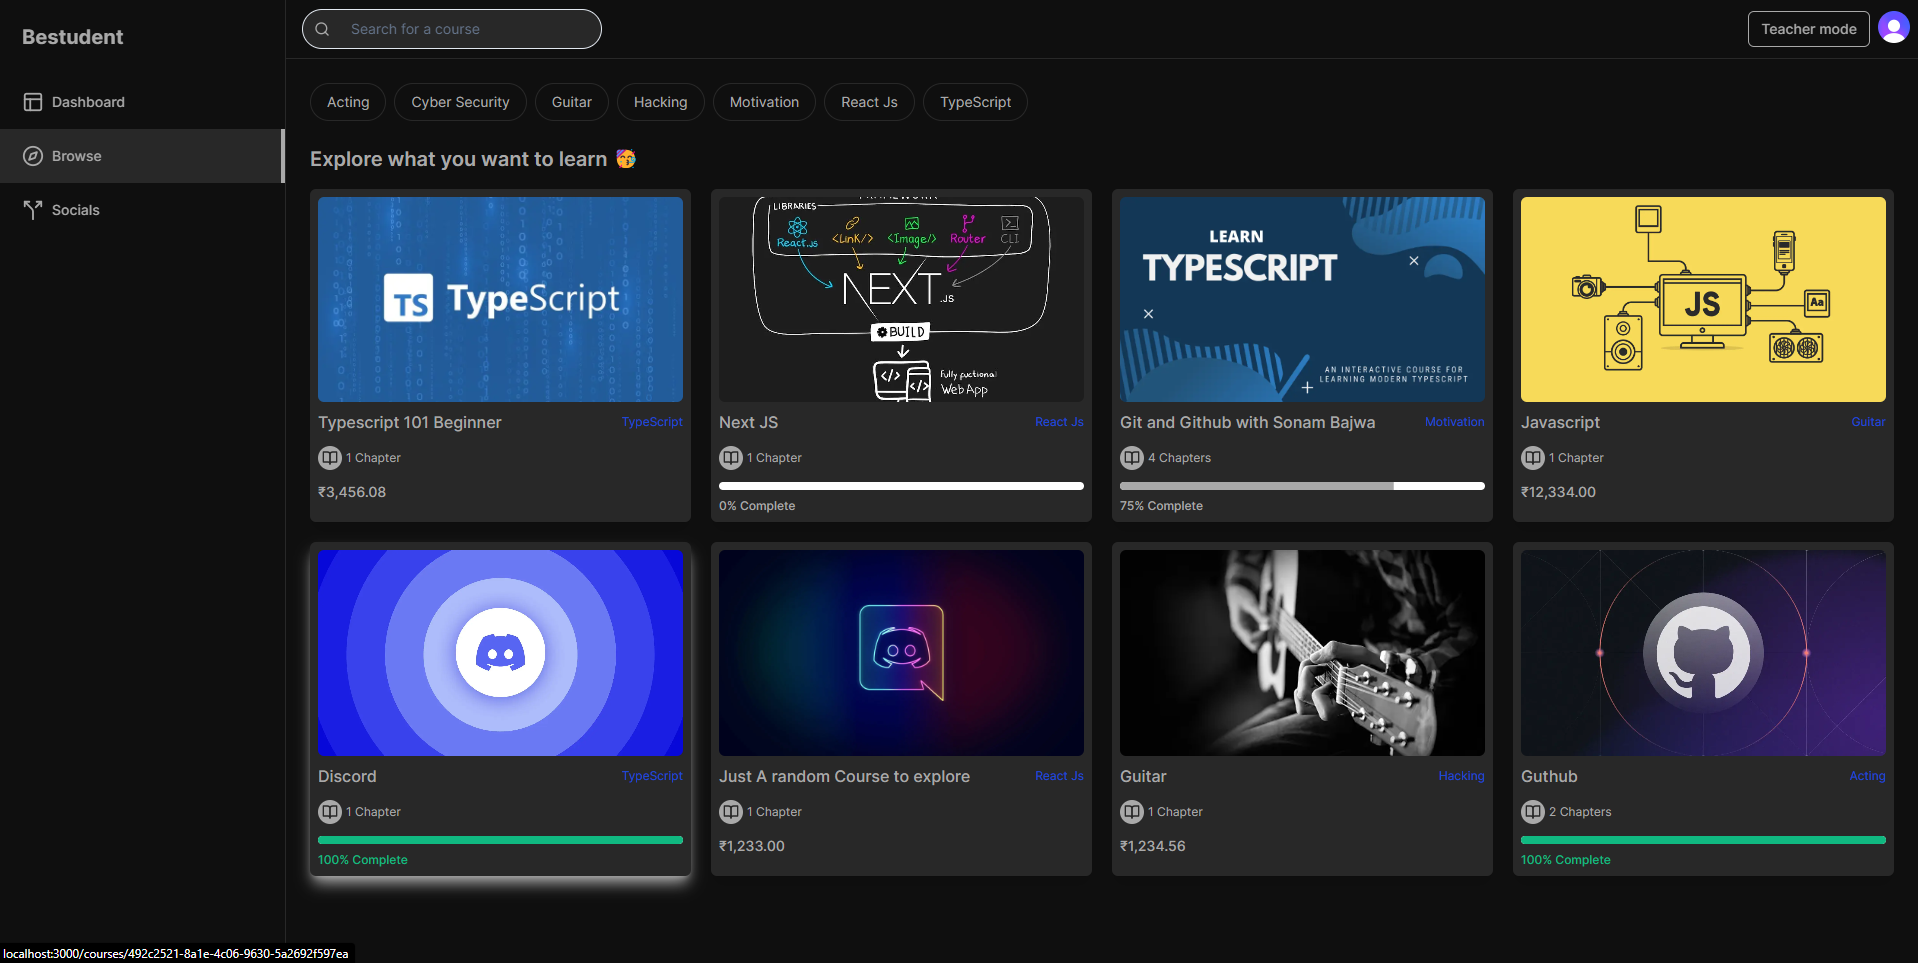 Bestudent
Search for a course
Teacher mode
Dashboard
Browse
Socials
Acting
Cyber Security
Guitar
Hacking
Motivation
React Js
TypeScript
Explore what you want to learn 🥳
TS TypeScript
Typescript 101 Beginner
TypeScript
1 Chapter
₹3,456.08
LIBRARIES
React.js
<Link/>
<Image/>
Router
CLI
NEXT.JS
BUILD
</>
</>
Fully fuctional
Web App
Next JS
React Js
1 Chapter
0% Complete
LEARN
TYPESCRIPT
AN INTERACTIVE COURSE FOR
LEARNING MODERN TYPESCRIPT
Git and Github with Sonam Bajwa
Motivation
4 Chapters
75% Complete
JS
Aa
Javascript
Guitar
1 Chapter
₹12,334.00
Discord
TypeScript
1 Chapter
100% Complete
Just A random Course to explore
React Js
1 Chapter
₹1,233.00
Guitar
Hacking
1 Chapter
₹1,234.56
Guthub
Acting
2 Chapters
100% Complete
localhost:3000/courses/492c2521-8a1e-4c06-9630-5a2692f597ea